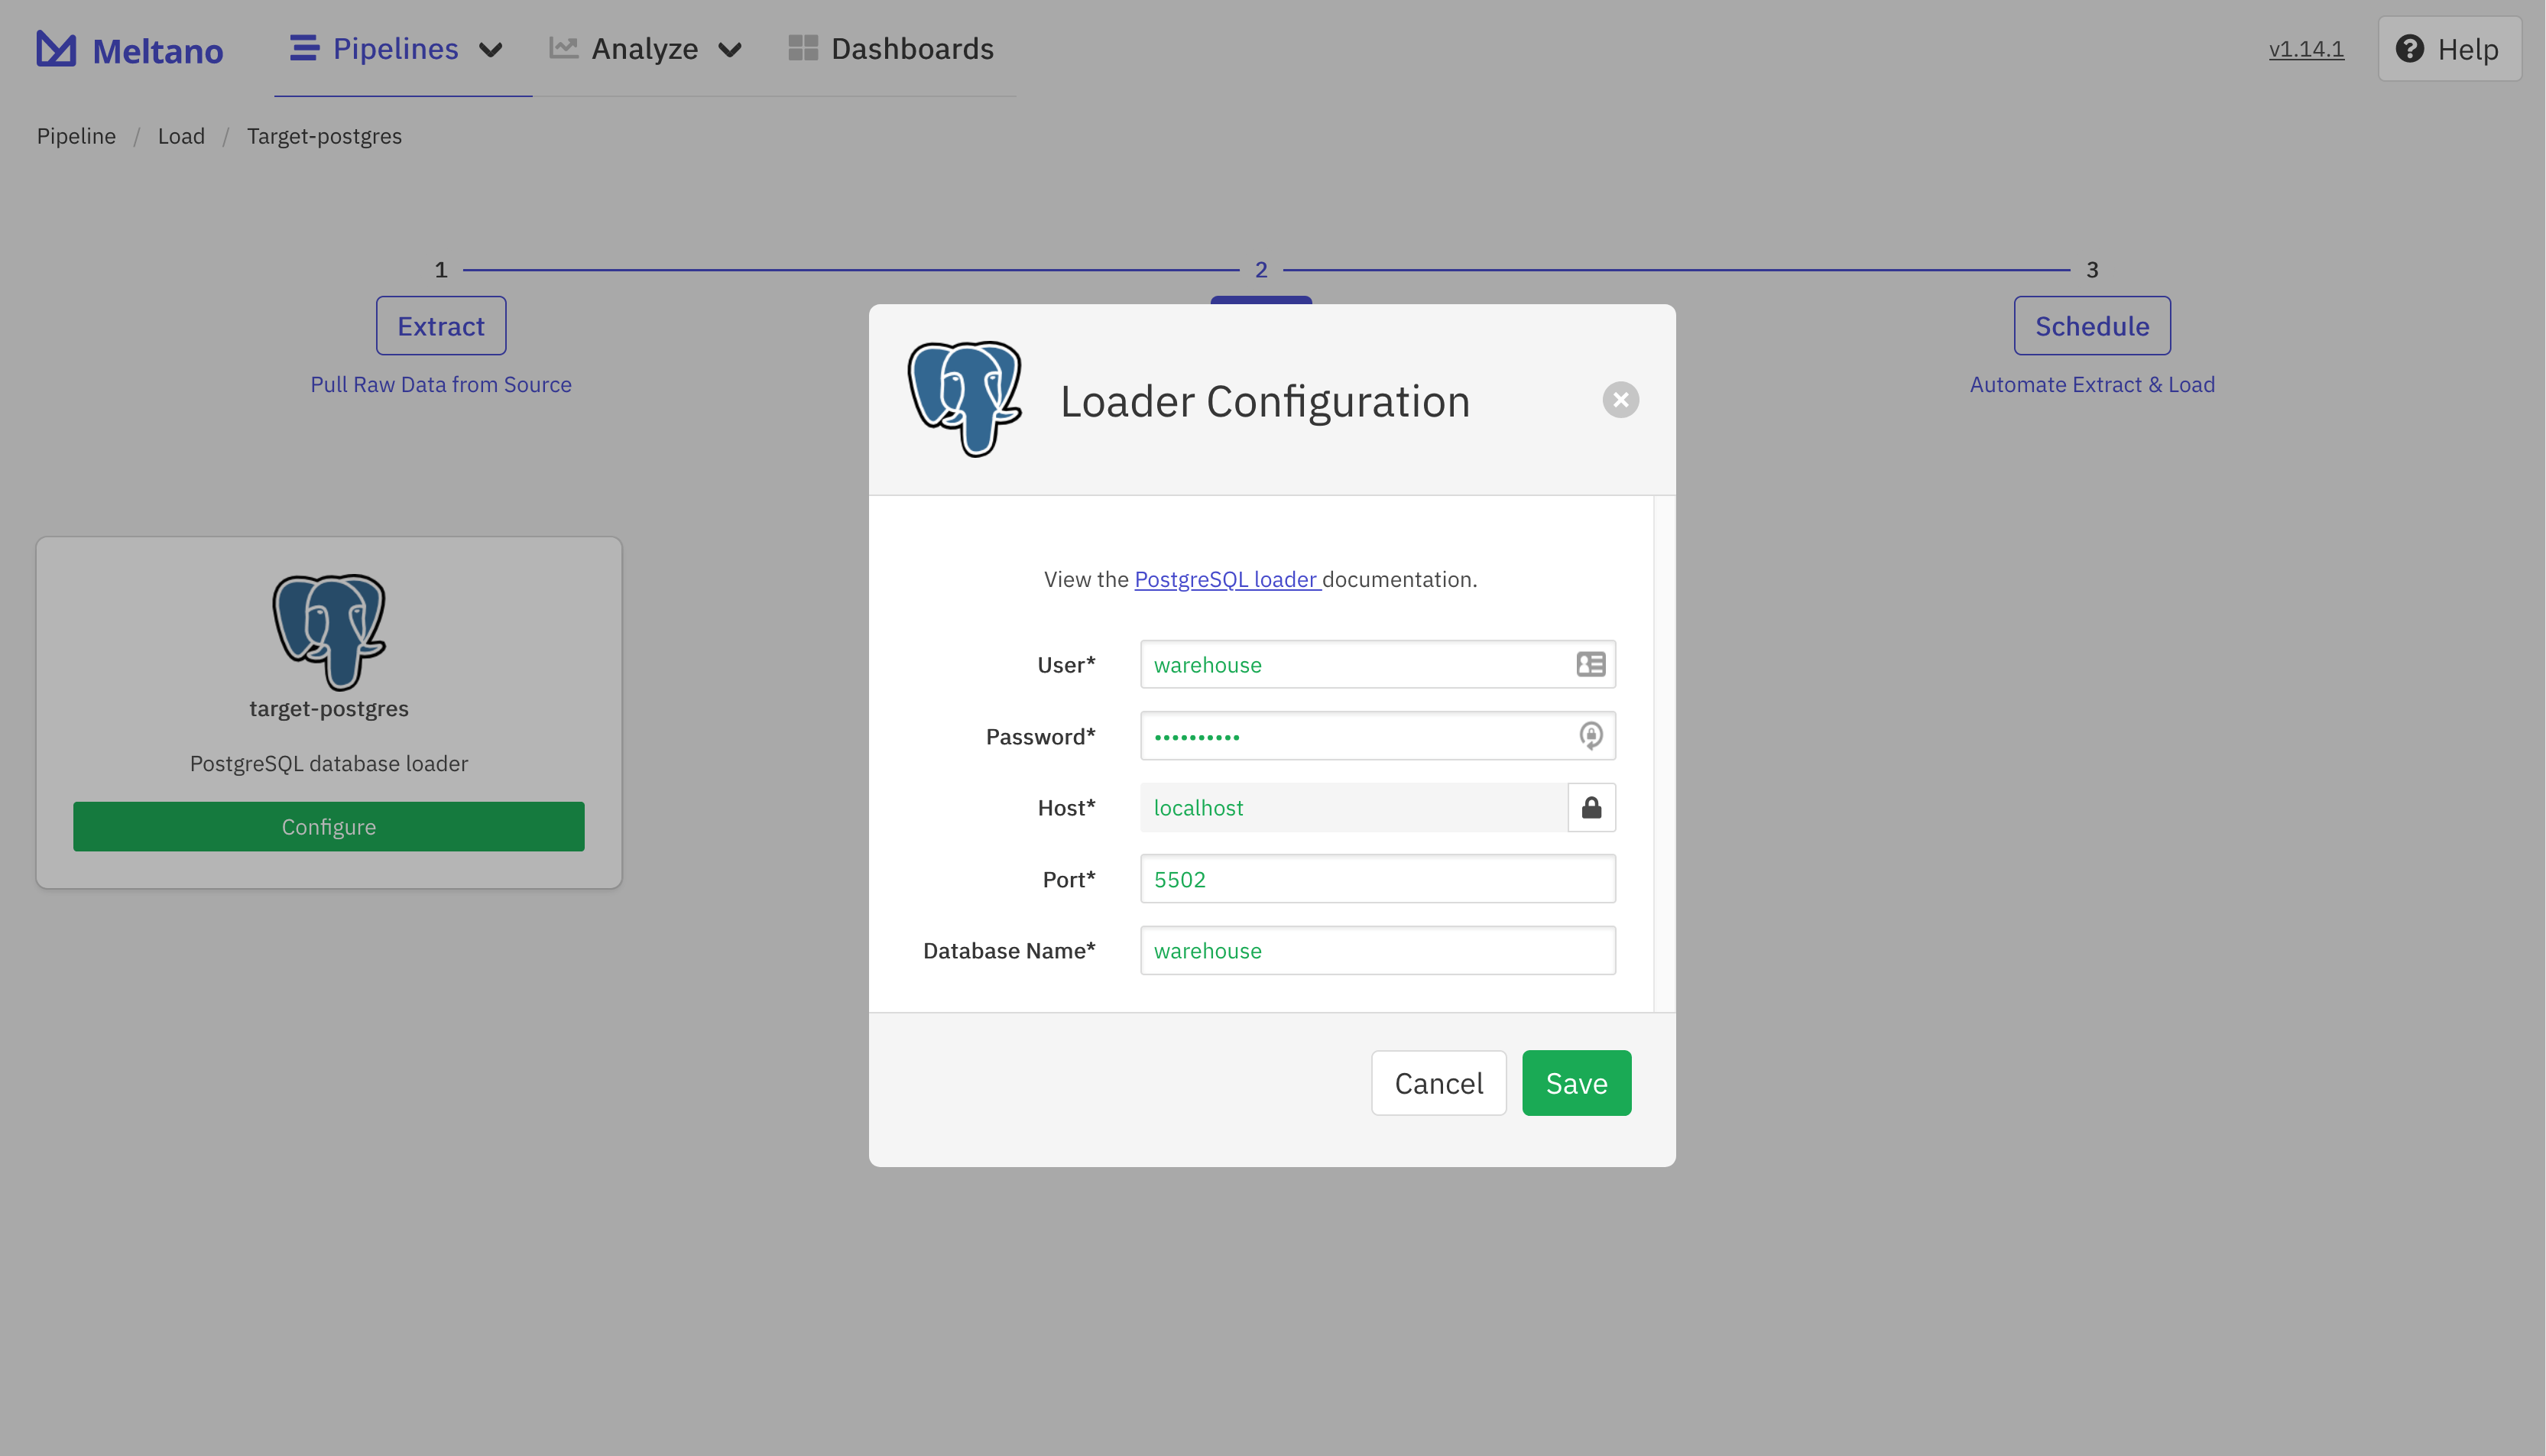 Meltano
Pipelines
Analyze
Dashboards
v1.14.1
Help
Pipeline / Load / Target-postgres
1
2
3
Extract
Schedule
Pull Raw Data from Source
Automate Extract & Load
target-postgres
PostgreSQL database loader
Configure
Loader Configuration
View the PostgreSQL loader documentation.
User* warehouse
Password* ••••••••••
Host* localhost
Port* 5502
Database Name* warehouse
Cancel
Save